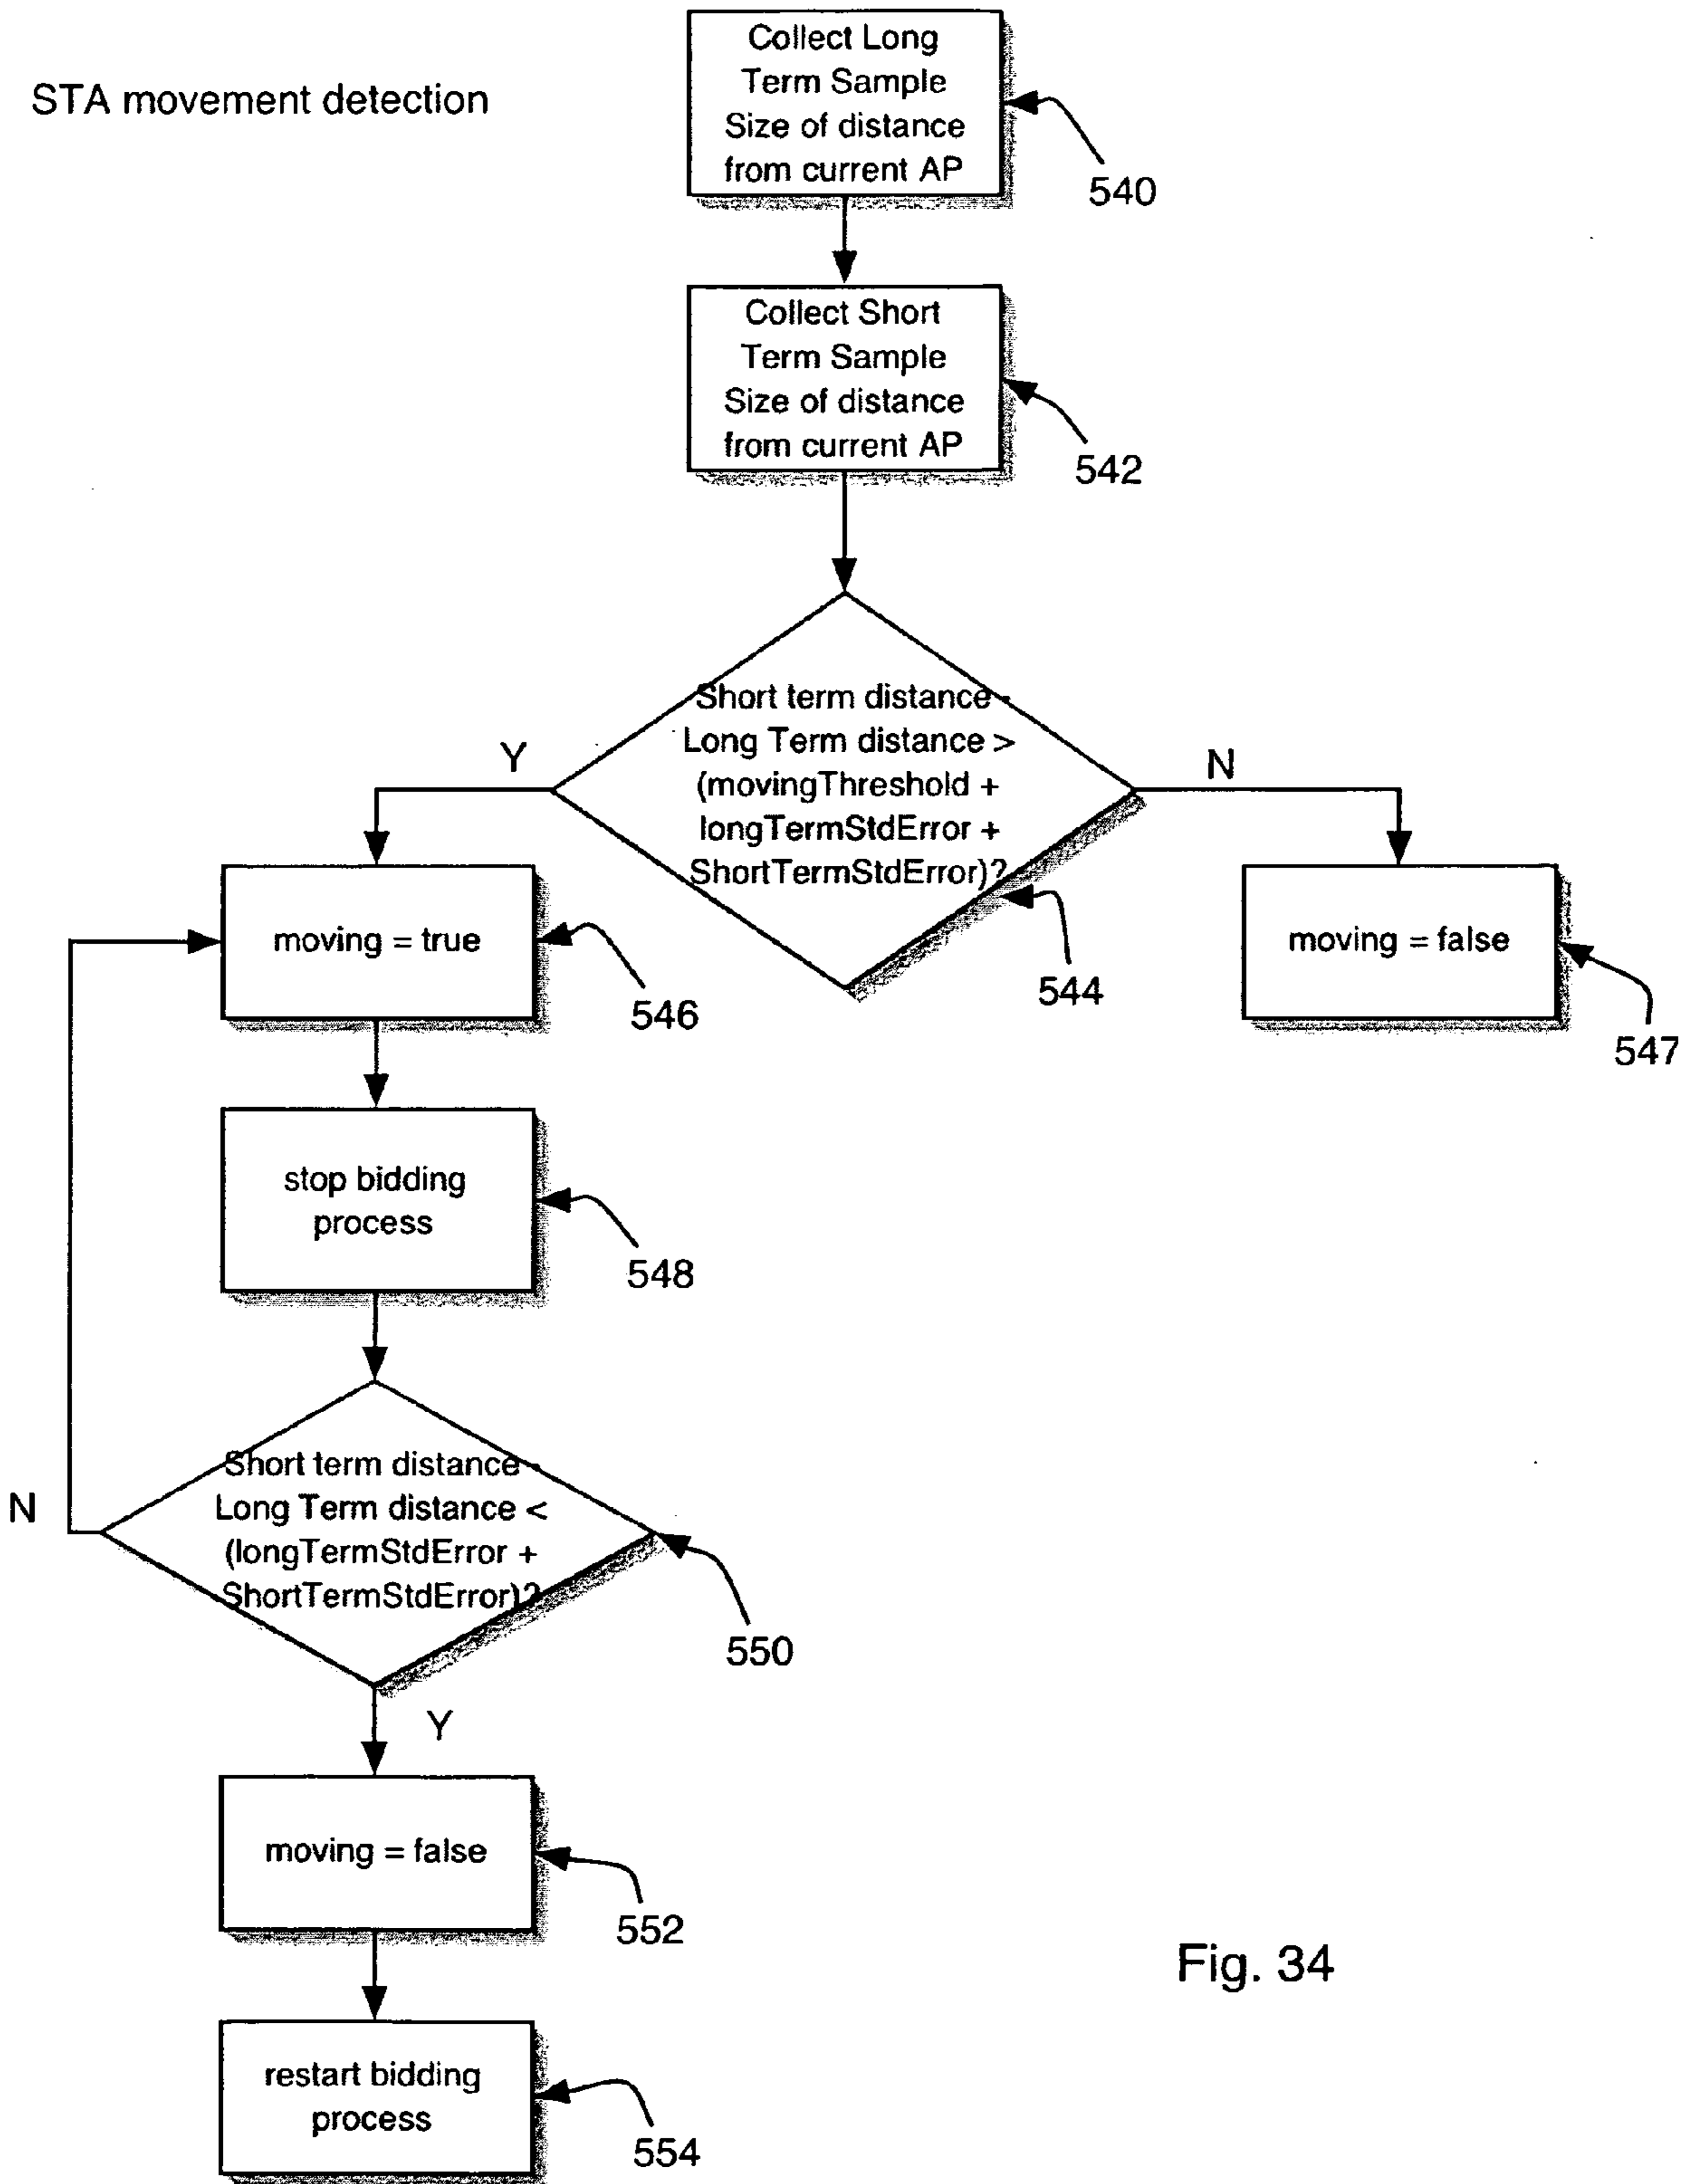 STA movement detection
Collect Long
Term Sample
Size of distance
from current AP
540
Collect Short
Term Sample
Size of distance
from current AP
542
Short term distance -
Long Term distance >
(movingThreshold +
longTermStdError +
ShortTermStdError)?
Y
N
544
moving = true
546
moving = false
547
stop bidding
process
548
Short term distance -
Long Term distance <
(longTermStdError +
ShortTermStdError)?
N
550
Y
moving = false
552
restart bidding
process
554
Fig. 34